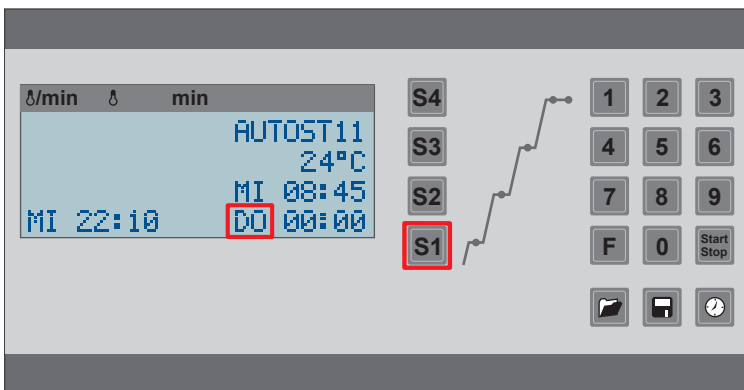 /min min
AUTOST11
24°C
MI 08:45
MI 22:10 DO 00:00
S4
S3
S2
S1
1 2 3
4 5 6
7 8 9
F 0 Start Stop